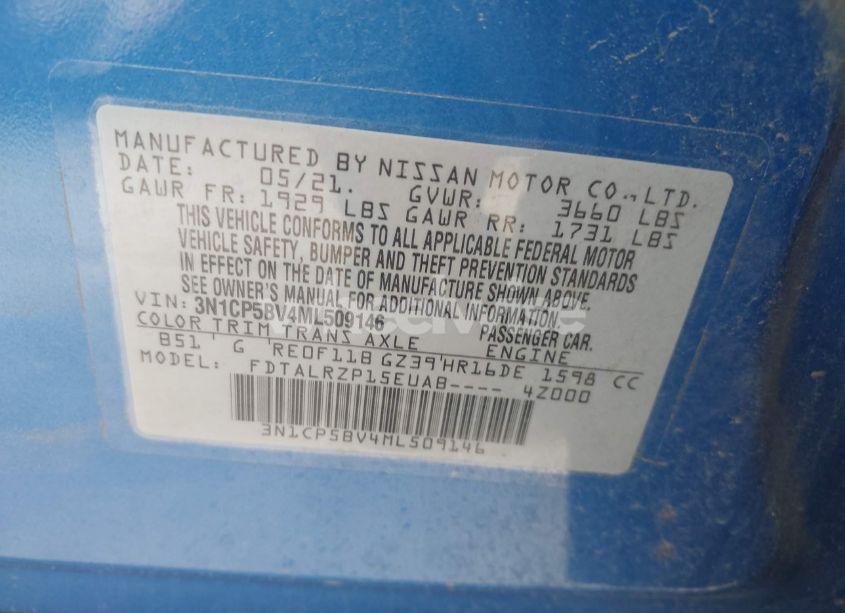 MANUFACTURED BY NISSAN MOTOR CO., LTD.
DATE: 05/21. GVWR: 3660 LBS
GAWR FR: 1929 LBS GAWR RR: 1731 LBS
THIS VEHICLE CONFORMS TO ALL APPLICABLE FEDERAL MOTOR
VEHICLE SAFETY, BUMPER AND THEFT PREVENTION STANDARDS
IN EFFECT ON THE DATE OF MANUFACTURE SHOWN ABOVE.
SEE OWNER'S MANUAL FOR ADDITIONAL INFORMATION.
VIN: 3N1CP5BV4ML509146 PASSENGER CAR.
COLOR TRIM TRANS AXLE ENGINE
B51 G RE0F11B GZ39 HR16DE 1598 CC
MODEL: FDTALRZP15EUAB---- 4Z000
3N1CP5BV4ML509146